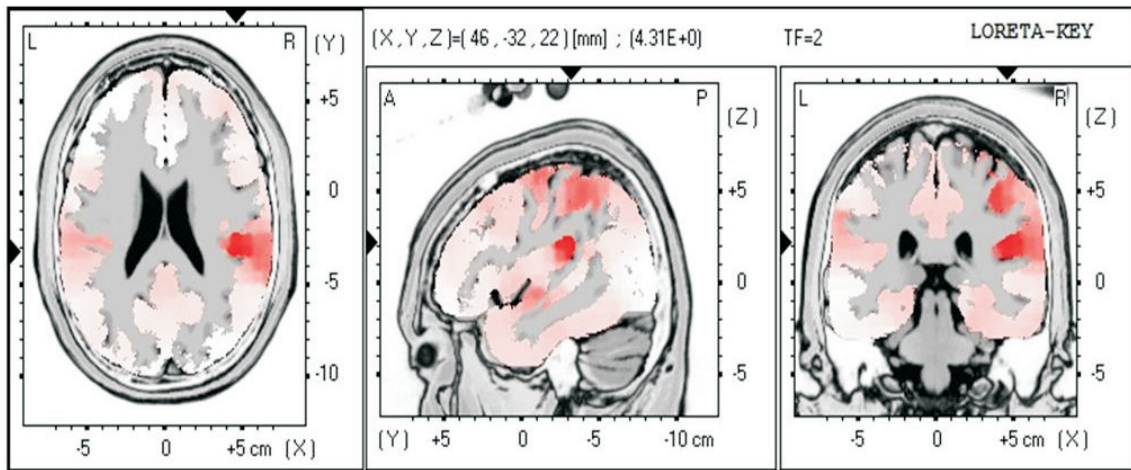 (X, Y, Z)=( 46 , -32, 22 ) [mm] ; (4.31E+0) TF=2 LORETA-KEY
L R (Y)
+5
0
-5
-10
-5 0 +5 cm (X)
A P (Z)
+5
0
-5
(Y) +5 0 -5 -10 cm
L R (Z)
+5
0
-5
-5 0 +5 cm (X)